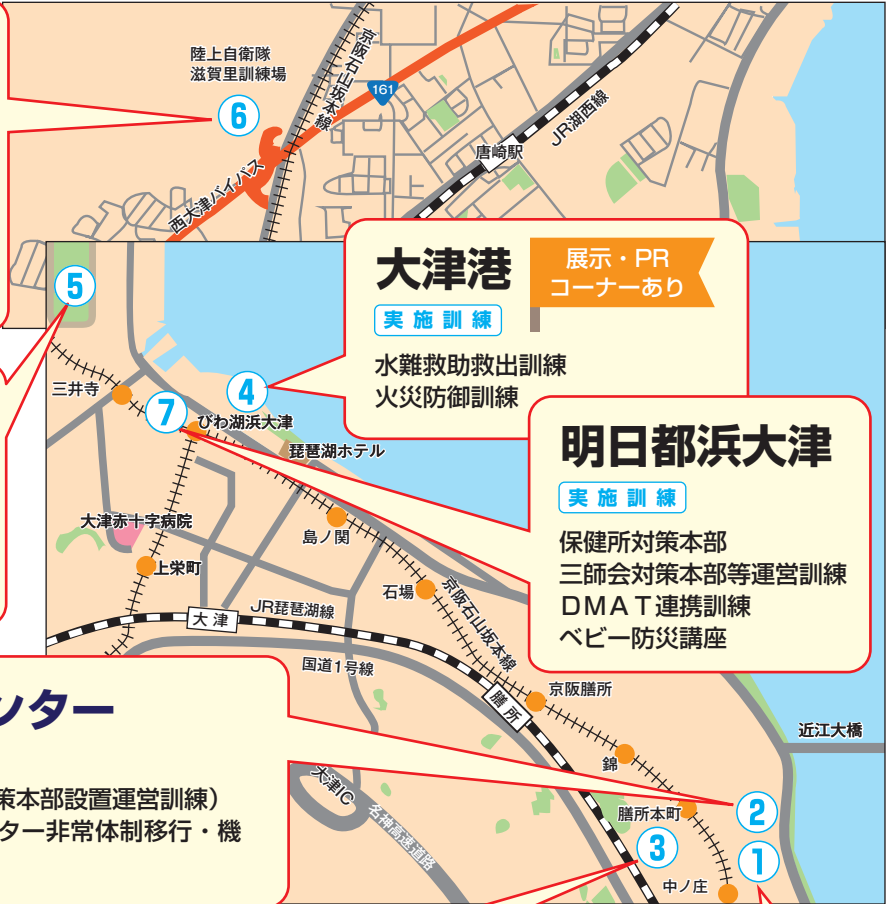 陸上自衛隊
滋賀里訓練場
京阪石山坂本線
161
6
唐崎駅
JR湖西線
西大津バイパス
大津港
展示・PR
コーナーあり
実施訓練
水難救助救出訓練
火災防御訓練
5
三井寺
4
7
びわ湖浜大津
琵琶湖ホテル
明日都浜大津
実施訓練
保健所対策本部
三師会対策本部等運営訓練
DMAT連携訓練
ベビー防災講座
大津赤十字病院
島ノ関
上栄町
石場
京阪石山坂本線
大津
JR琵琶湖線
国道1号線
膳所
京阪膳所
近江大橋
錦
ンター
策本部設置運営訓練）
ター非常体制移行・機
大津IC
名神高速道路
膳所本町
2
3
1
中ノ庄